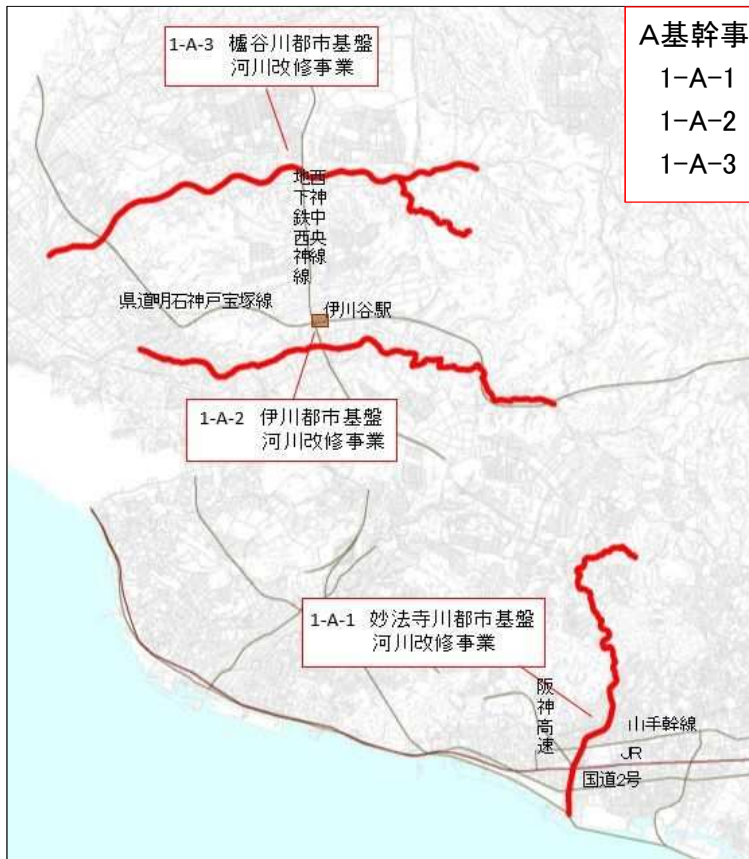 1-A-3 櫨谷川都市基盤
河川改修事業
A基幹事
1-A-1
1-A-2
1-A-3
西神中央線
地下鉄西神線
県道明石神戸宝塚線
伊川谷駅
1-A-2 伊川都市基盤
河川改修事業
1-A-1 妙法寺川都市基盤
河川改修事業
阪神高速
山手幹線
JR
国道2号